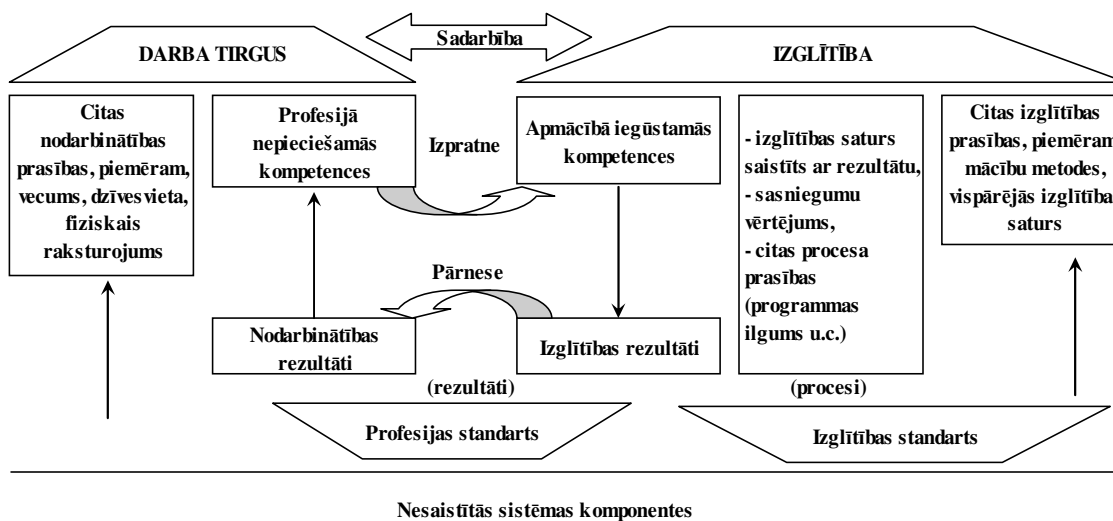 Sadarbība
DARBA TIRGUS
IZGLĪTĪBA
Citas
nodarbinātības
prasības, piemēram,
vecums, dzīvesvieta,
fiziskais
raksturojums
Profesijā
nepieciešamās
kompetences
Izpratne
Apmācībā iegūstamās
kompetences
- izglītības saturs
saistīts ar rezultātu,
- sasniegumu
vērtējums,
- citas procesa
prasības
(programmas
ilgums u.c.)
Citas izglītības
prasības, piemēram
mācību metodes,
vispārējās izglītība
saturs
Pārnese
Nodarbinātības
rezultāti
Izglītības rezultāti
(rezultāti)
(procesi)
Profesijas standarts
Izglītības standarts
Nesaistītās sistēmas komponentes